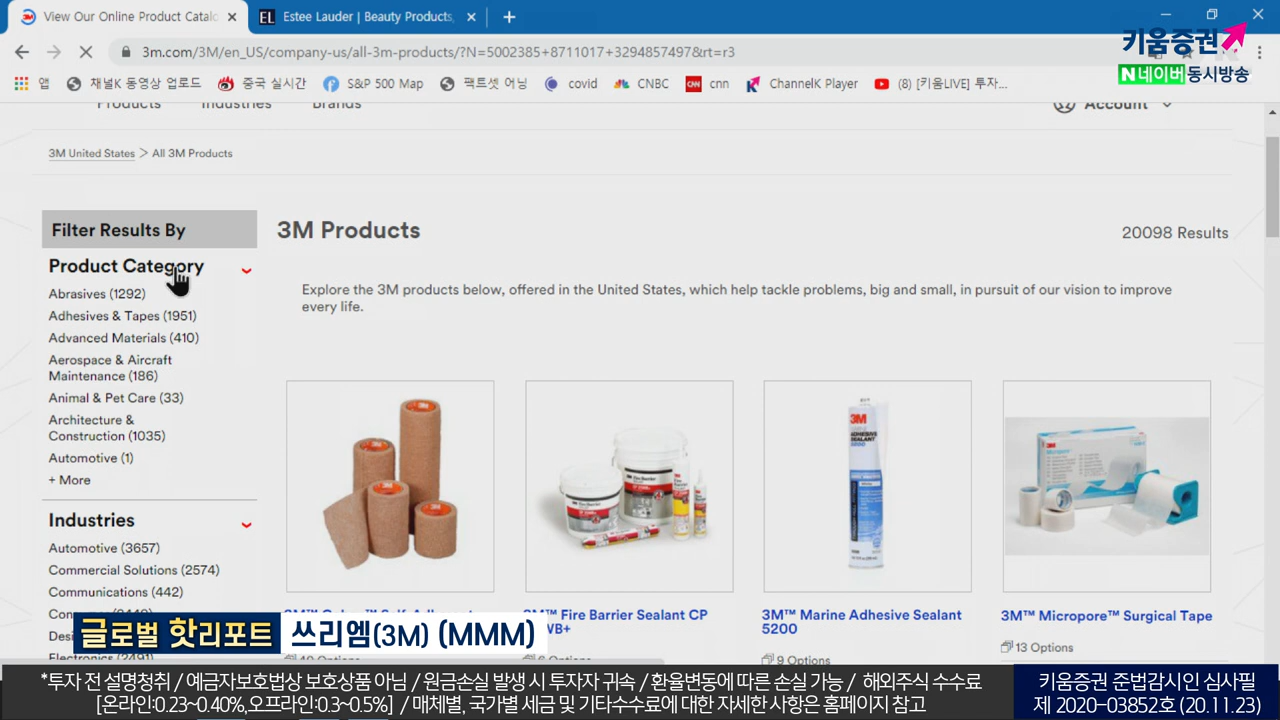 View Our Online Product Catalo
EL Estee Lauder | Beauty Products,
3m.com/3M/en_US/company-us/all-3m-products/?N=5002385+8711017+3294857497&rt=r3
키움증권
N네이버 동시방송
앱 채널K 동영상 업로드 중국 실시간 S&P 500 Map 팩트셋 어닝 covid CNBC cnn ChannelK Player (8) [키움LIVE] 투자...
Products Industries Brands Account
3M United States > All 3M Products
Filter Results By
3M Products
20098 Results
Product Category
Abrasives (1292)
Adhesives & Tapes (1951)
Advanced Materials (410)
Aerospace & Aircraft
Maintenance (186)
Animal & Pet Care (33)
Architecture &
Construction (1035)
Automotive (1)
+ More
Industries
Automotive (3657)
Commercial Solutions (2574)
Communications (442)
Electronics (2491)
Explore the 3M products below, offered in the United States, which help tackle problems, big and small, in pursuit of our vision to improve
every life.
3M
ADHESIVE
SEALANT
5200
3M
Micropore
3M™ Fire Barrier Sealant CP
WB+
6 Options
3M™ Marine Adhesive Sealant
5200
9 Options
3M™ Micropore™ Surgical Tape
13 Options
글로벌 핫리포트 쓰리엠(3M) (MMM)
*투자 전 설명청취 / 예금자보호법상 보호상품 아님 / 원금손실 발생 시 투자자 귀속 / 환율변동에 따른 손실 가능 / 해외주식 수수료
[온라인:0.23~0.40%,오프라인:0.3~0.5%] / 매체별, 국가별 세금 및 기타수수료에 대한 자세한 사항은 홈페이지 참고
키움증권 준법감시인 심사필
제 2020-03852호 (20.11.23)